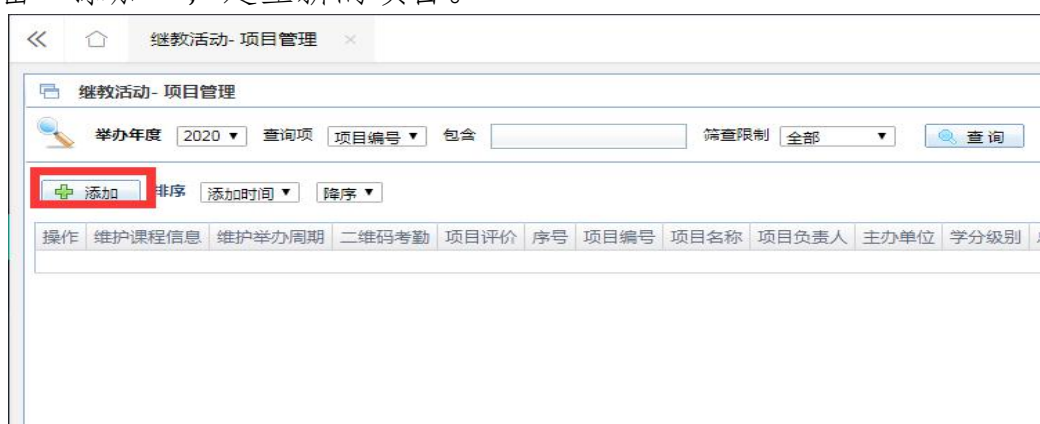 添加
继教活动- 项目管理 ×
继教活动- 项目管理
举办年度 2020 ▼ 查询项 项目编号 ▼ 包含 筛查限制 全部 ▼ 查询
添加 排序 添加时间 ▼ 降序 ▼
操作 维护课程信息 维护举办周期 二维码考勤 项目评价 序号 项目编号 项目名称 项目负责人 主办单位 学分级别